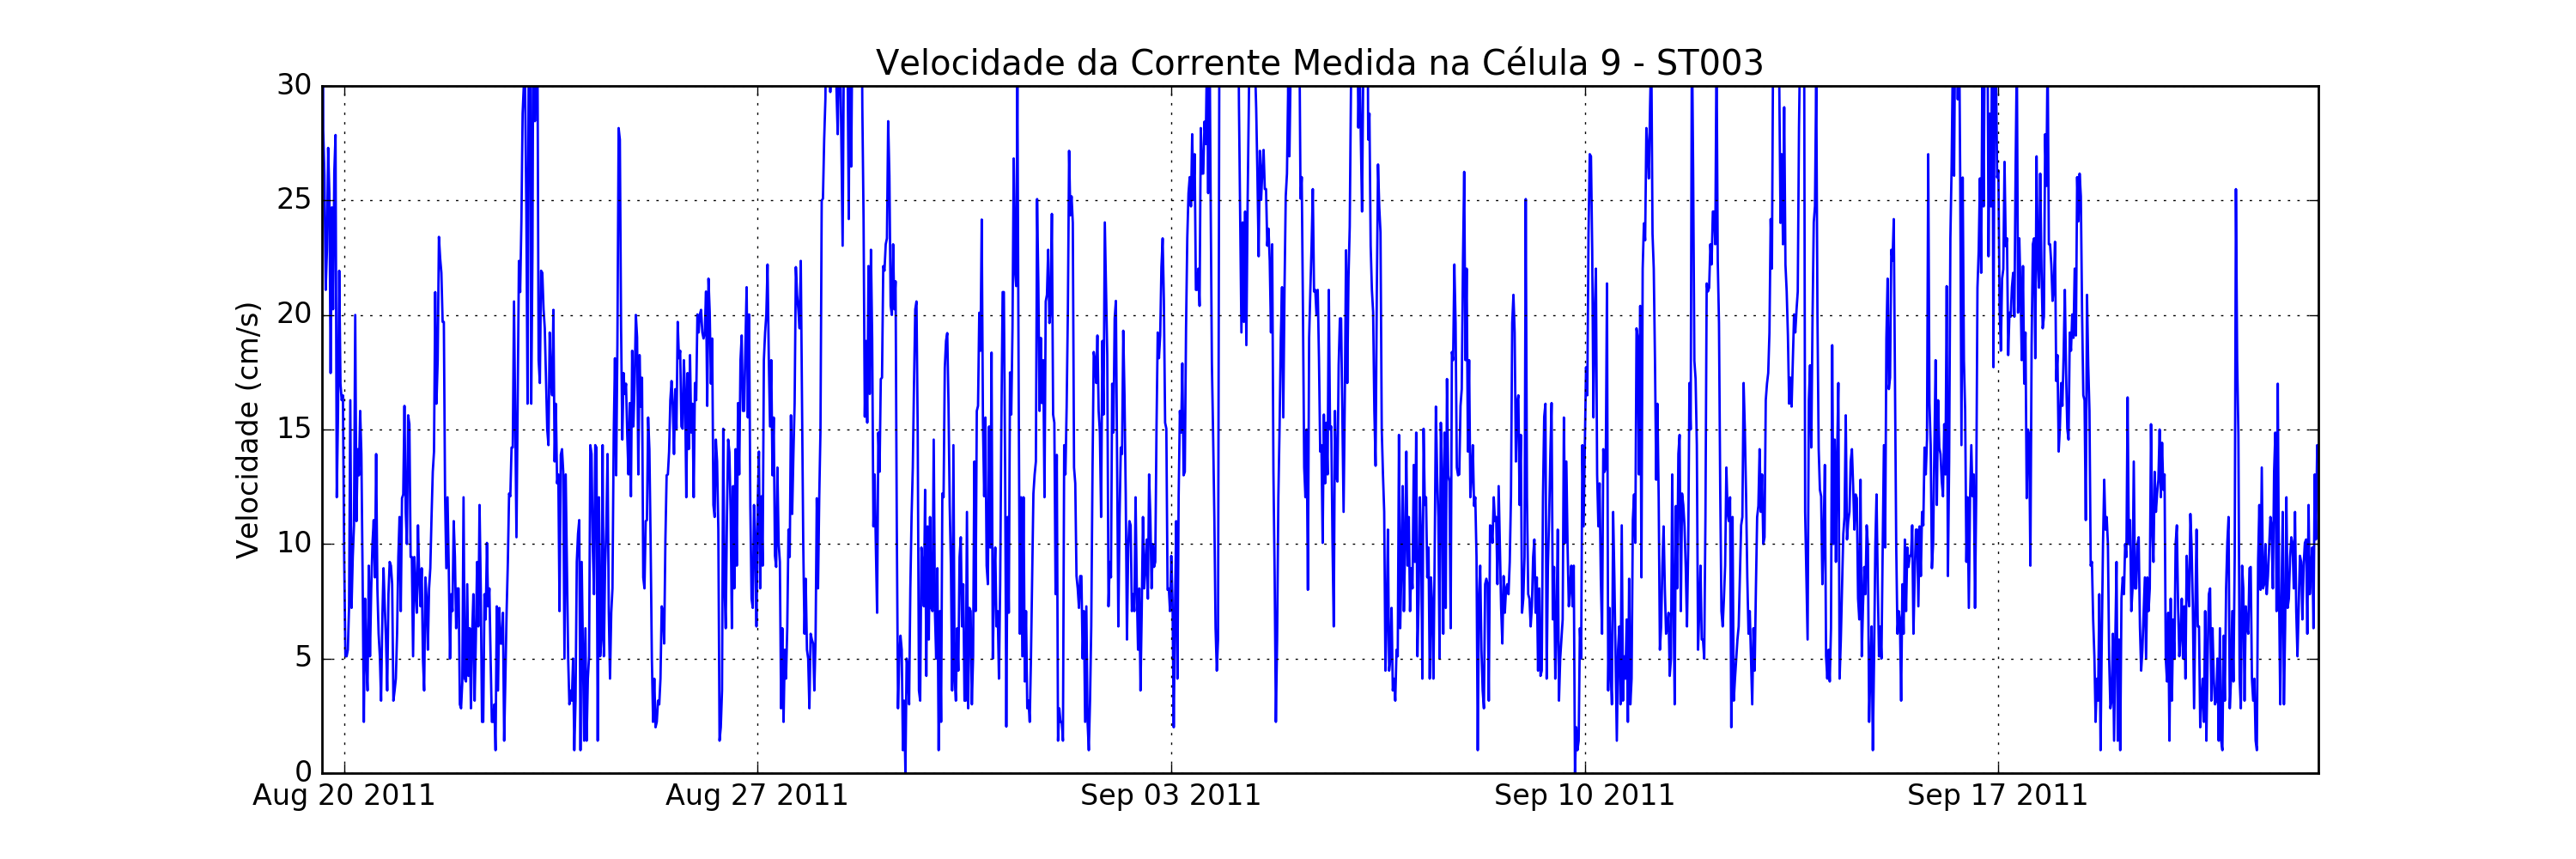 Velocidade da Corrente Medida na Célula 9 - ST003
30
25
20
15
10
5
0
Velocidade (cm/s)
Aug 20 2011
Aug 27 2011
Sep 03 2011
Sep 10 2011
Sep 17 2011